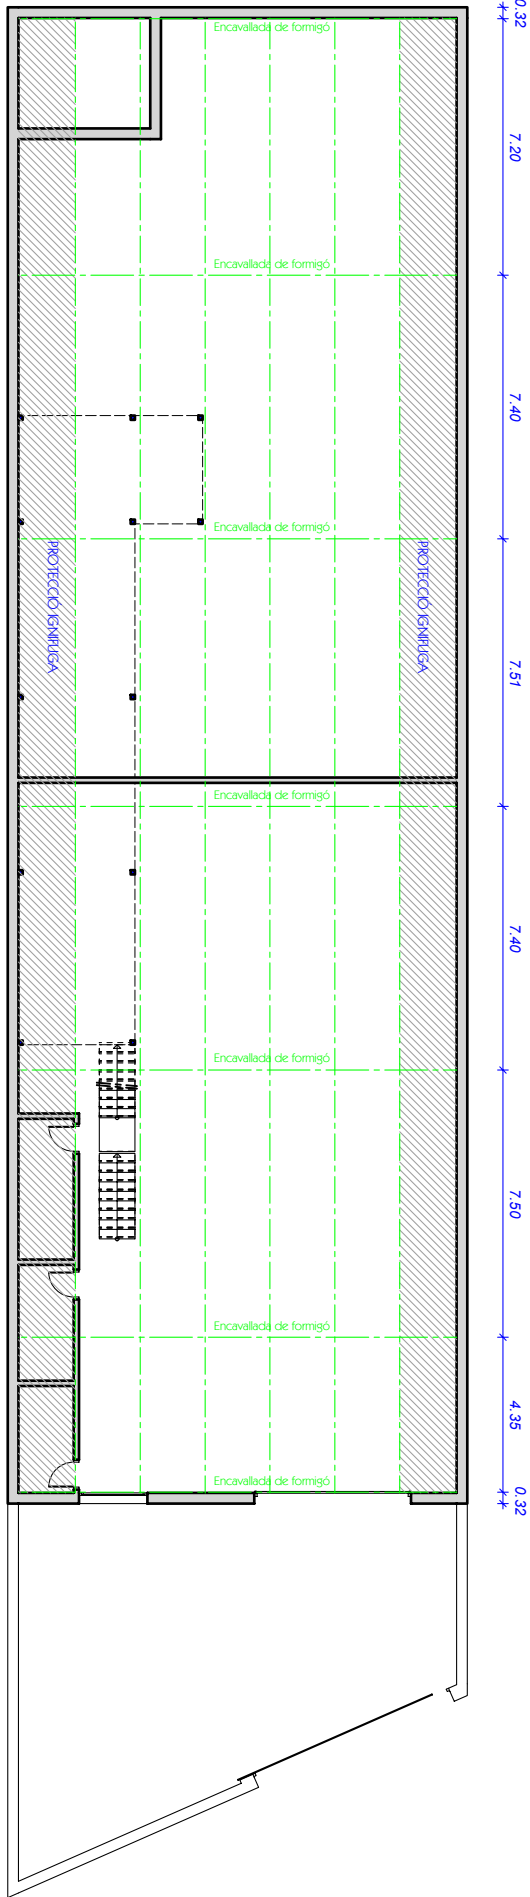 0.32
Encavallada de formigó
7.20
Encavallada de formigó
7.40
Encavallada de formigó
PROTECCIÓ IGNIFUGA
PROTECCIÓ IGNIFUGA
7.51
Encavallada de formigó
7.40
Encavallada de formigó
7.50
Encavallada de formigó
4.35
Encavallada de formigó
0.32